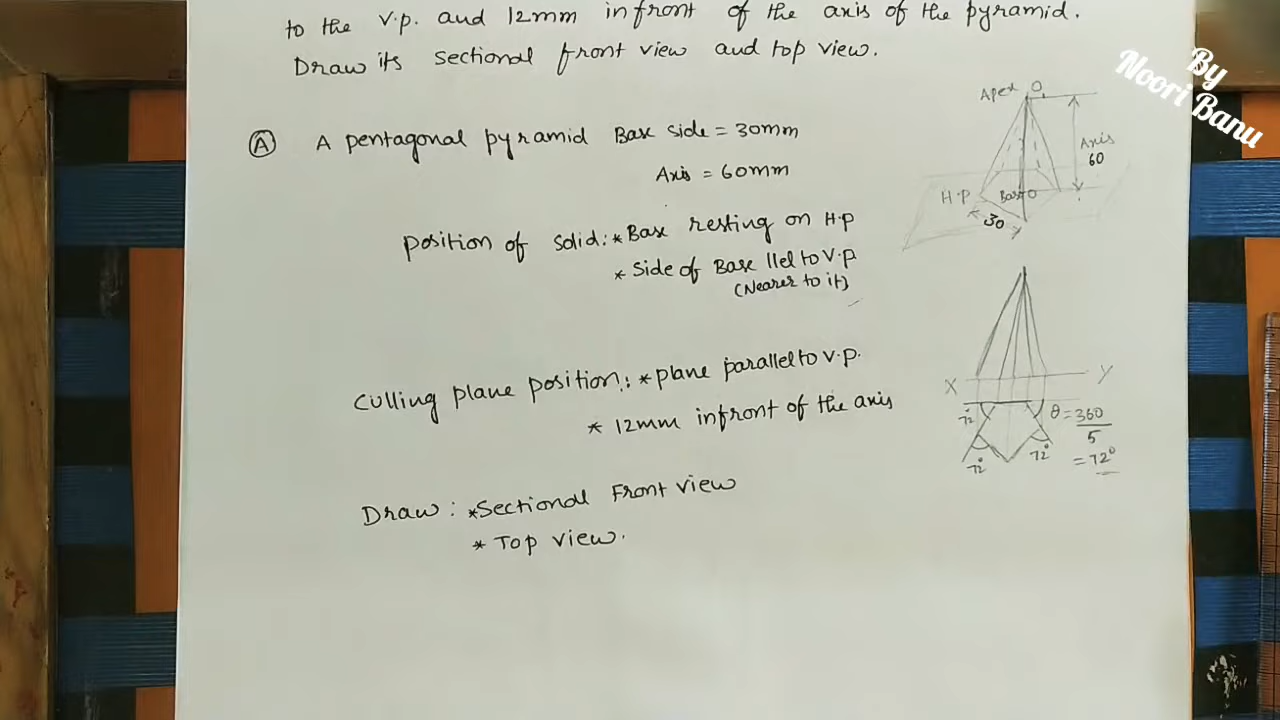 to the v.p. and 12mm infront of the axis of the pyramid.
Draw its sectional front view and top view.
By
Noori Banu
Apex O,
(A) A pentagonal pyramid Base side = 30mm
Axis = 60mm
Axis
60
H.P
Base O
30
Position of solid: * Base resting on H.p
* side of Base llel to V.p.
(Nearer to it)
Cutting plane position: * plane parallel to v.p.
* 12mm infront of the axis
X Y
72°
θ = 360
5
= 72°
72°
72°
Draw: * Sectional Front view
* Top view.